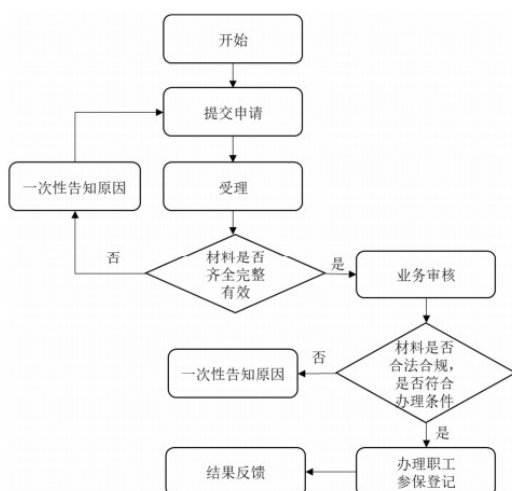 开始
提交申请
一次性告知原因
受理
否
材料是否
齐全完整
有效
是
业务审核
材料是否
合法合规，
是否符合
办理条件
否
一次性告知原因
是
办理职工
参保登记
结果反馈